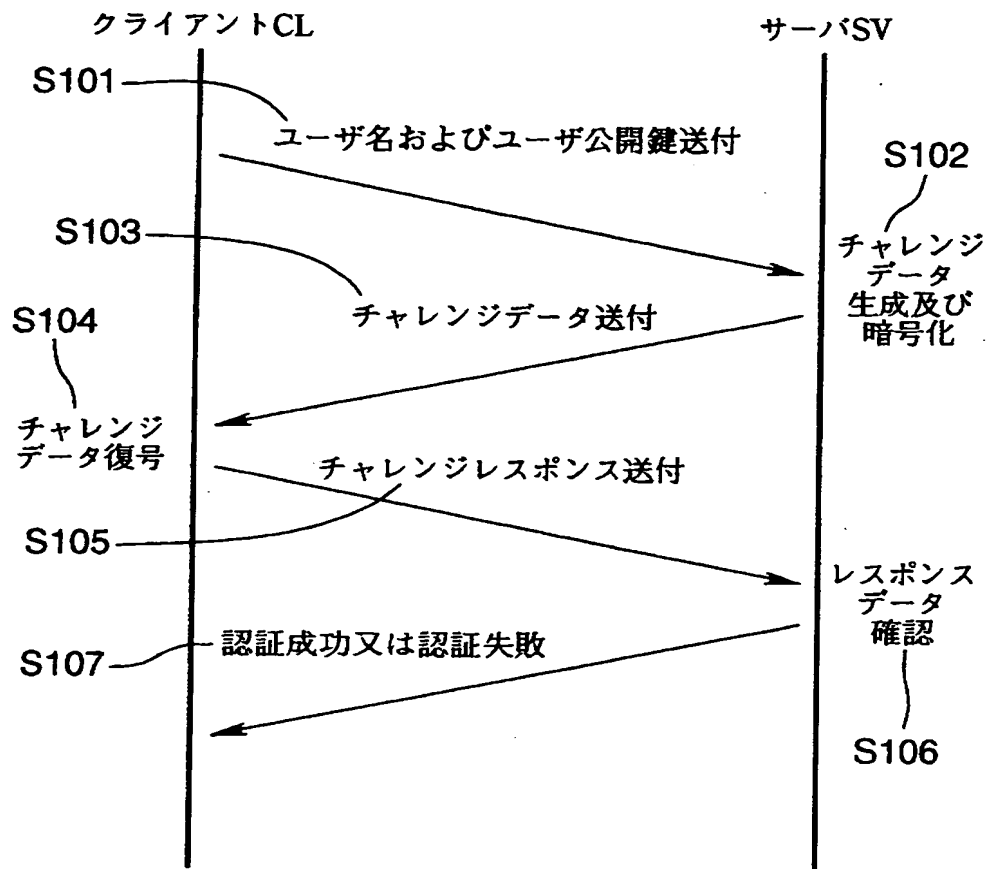 クライアントCL
サーバSV
S101
ユーザ名およびユーザ公開鍵送付
S102
S103
チャレンジ
データ
生成及び
暗号化
チャレンジデータ送付
S104
チャレンジ
データ復号
チャレンジレスポンス送付
S105
レスポンス
データ
確認
認証成功又は認証失敗
S107
S106